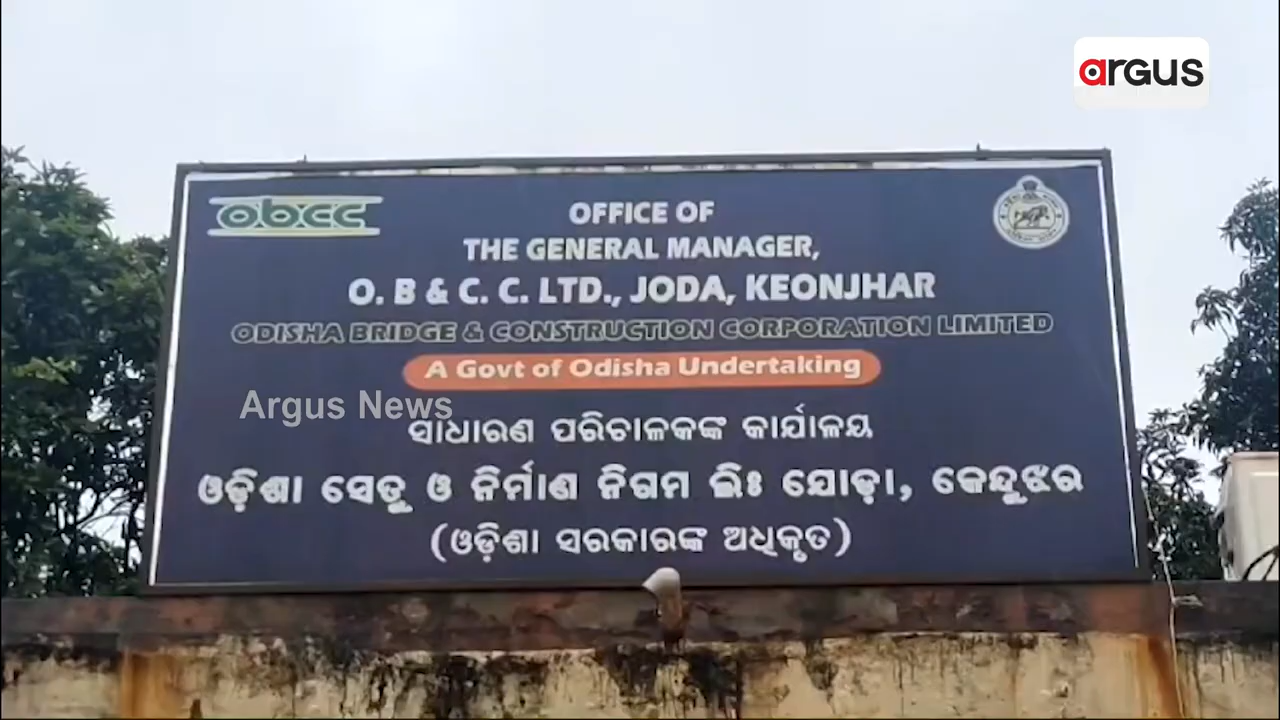 argus
obcc
OFFICE OF
THE GENERAL MANAGER,
O. B & C. C. LTD., JODA, KEONJHAR
ODISHA BRIDGE & CONSTRUCTION CORPORATION LIMITED
A Govt of Odisha Undertaking
Argus News
ସାଧାରଣ ପରିଚାଳକଙ୍କ କାର୍ଯାଳୟ
ଓଡ଼ିଶା ସେତୁ ଓ ନିର୍ମାଣ ନିଗମ ଲିଃ ଯୋଡ଼ା, କେନ୍ଦୁଝର
(ଓଡ଼ିଶା ସରକାରଙ୍କ ଅଧିକୃତ)